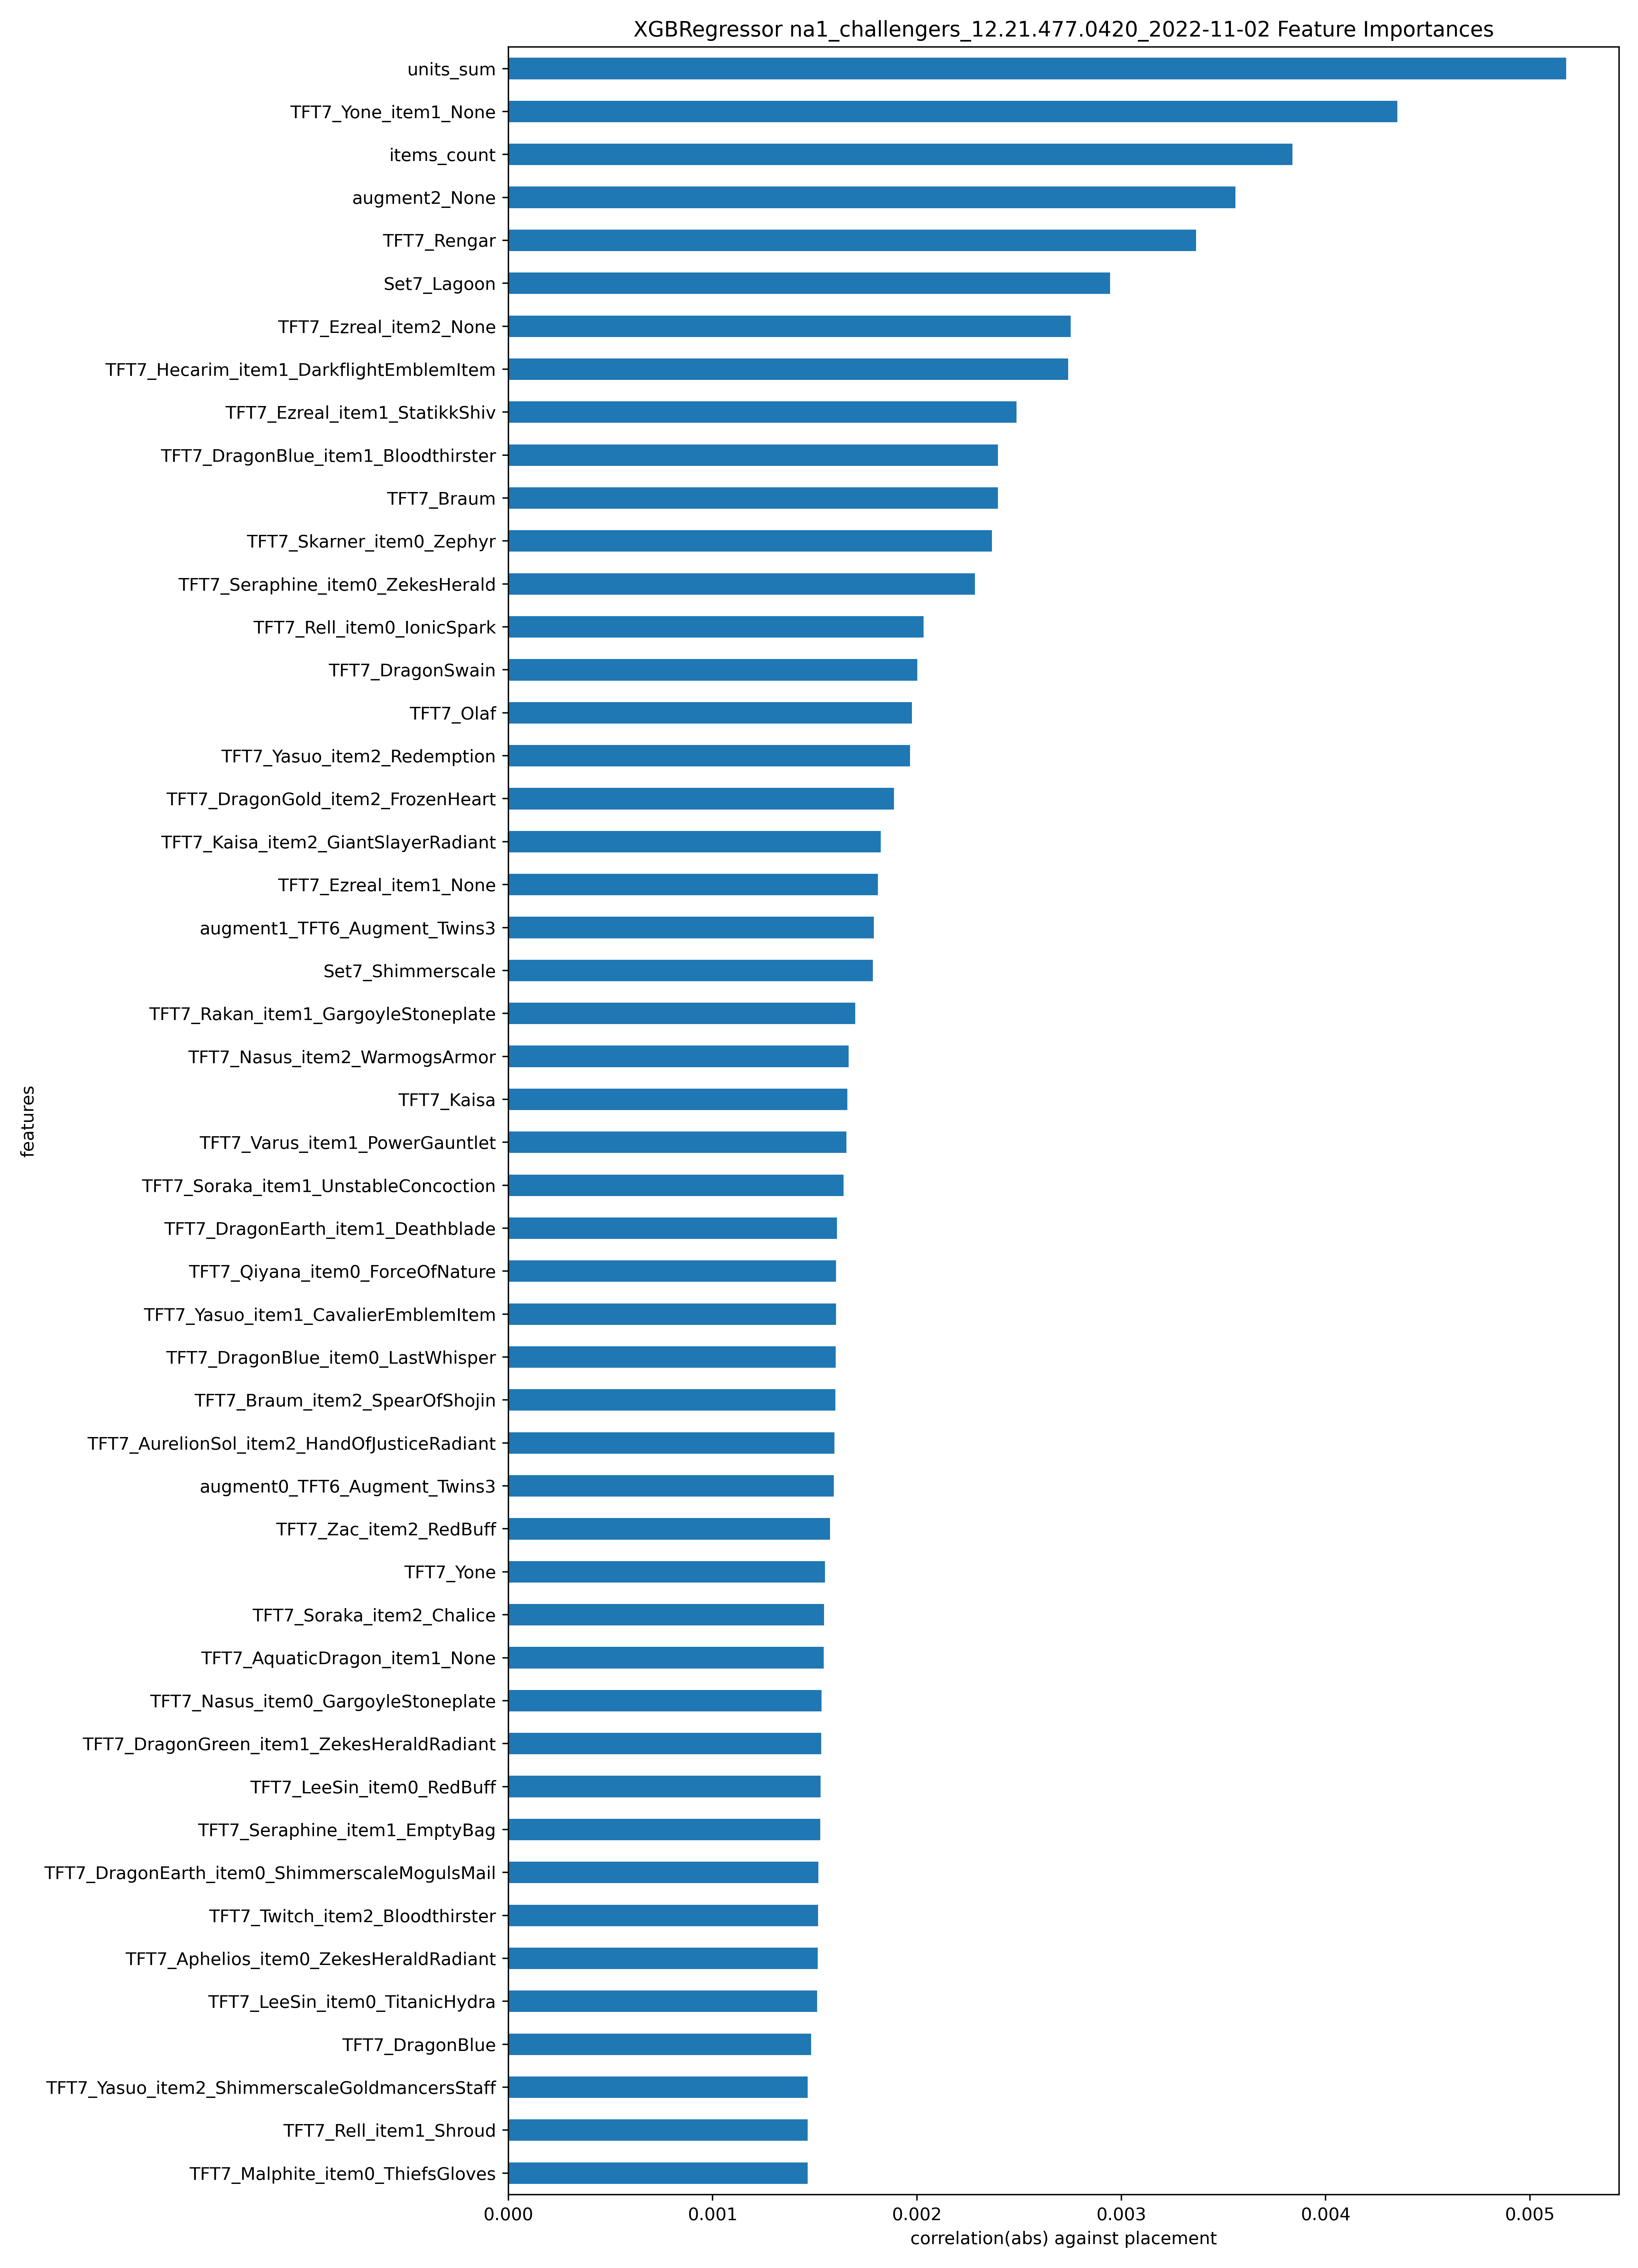 XGBRegressor na1_challengers_12.21.477.0420_2022-11-02 Feature Importances
units_sum
TFT7_Yone_item1_None
items_count
augment2_None
TFT7_Rengar
Set7_Lagoon
TFT7_Ezreal_item2_None
TFT7_Hecarim_item1_DarkflightEmblemItem
TFT7_Ezreal_item1_StatikkShiv
TFT7_DragonBlue_item1_Bloodthirster
TFT7_Braum
TFT7_Skarner_item0_Zephyr
TFT7_Seraphine_item0_ZekesHerald
TFT7_Rell_item0_IonicSpark
TFT7_DragonSwain
TFT7_Olaf
TFT7_Yasuo_item2_Redemption
TFT7_DragonGold_item2_FrozenHeart
TFT7_Kaisa_item2_GiantSlayerRadiant
TFT7_Ezreal_item1_None
augment1_TFT6_Augment_Twins3
Set7_Shimmerscale
TFT7_Rakan_item1_GargoyleStoneplate
TFT7_Nasus_item2_WarmogsArmor
TFT7_Kaisa
TFT7_Varus_item1_PowerGauntlet
TFT7_Soraka_item1_UnstableConcoction
TFT7_DragonEarth_item1_Deathblade
TFT7_Qiyana_item0_ForceOfNature
TFT7_Yasuo_item1_CavalierEmblemItem
TFT7_DragonBlue_item0_LastWhisper
TFT7_Braum_item2_SpearOfShojin
TFT7_AurelionSol_item2_HandOfJusticeRadiant
augment0_TFT6_Augment_Twins3
TFT7_Zac_item2_RedBuff
TFT7_Yone
TFT7_Soraka_item2_Chalice
TFT7_AquaticDragon_item1_None
TFT7_Nasus_item0_GargoyleStoneplate
TFT7_DragonGreen_item1_ZekesHeraldRadiant
TFT7_LeeSin_item0_RedBuff
TFT7_Seraphine_item1_EmptyBag
TFT7_DragonEarth_item0_ShimmerscaleMogulsMail
TFT7_Twitch_item2_Bloodthirster
TFT7_Aphelios_item0_ZekesHeraldRadiant
TFT7_LeeSin_item0_TitanicHydra
TFT7_DragonBlue
TFT7_Yasuo_item2_ShimmerscaleGoldmancersStaff
TFT7_Rell_item1_Shroud
TFT7_Malphite_item0_ThiefsGloves
features
0.000 0.001 0.002 0.003 0.004 0.005
correlation(abs) against placement